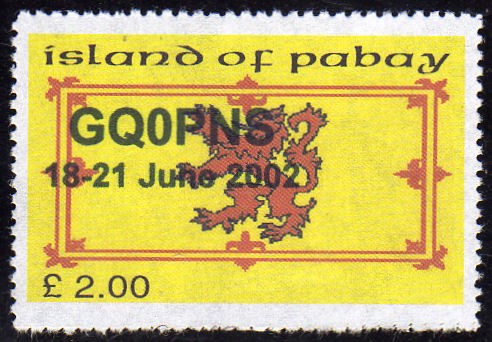 island of pabay
GQ0PNS
18-21 June 2002
£ 2.00